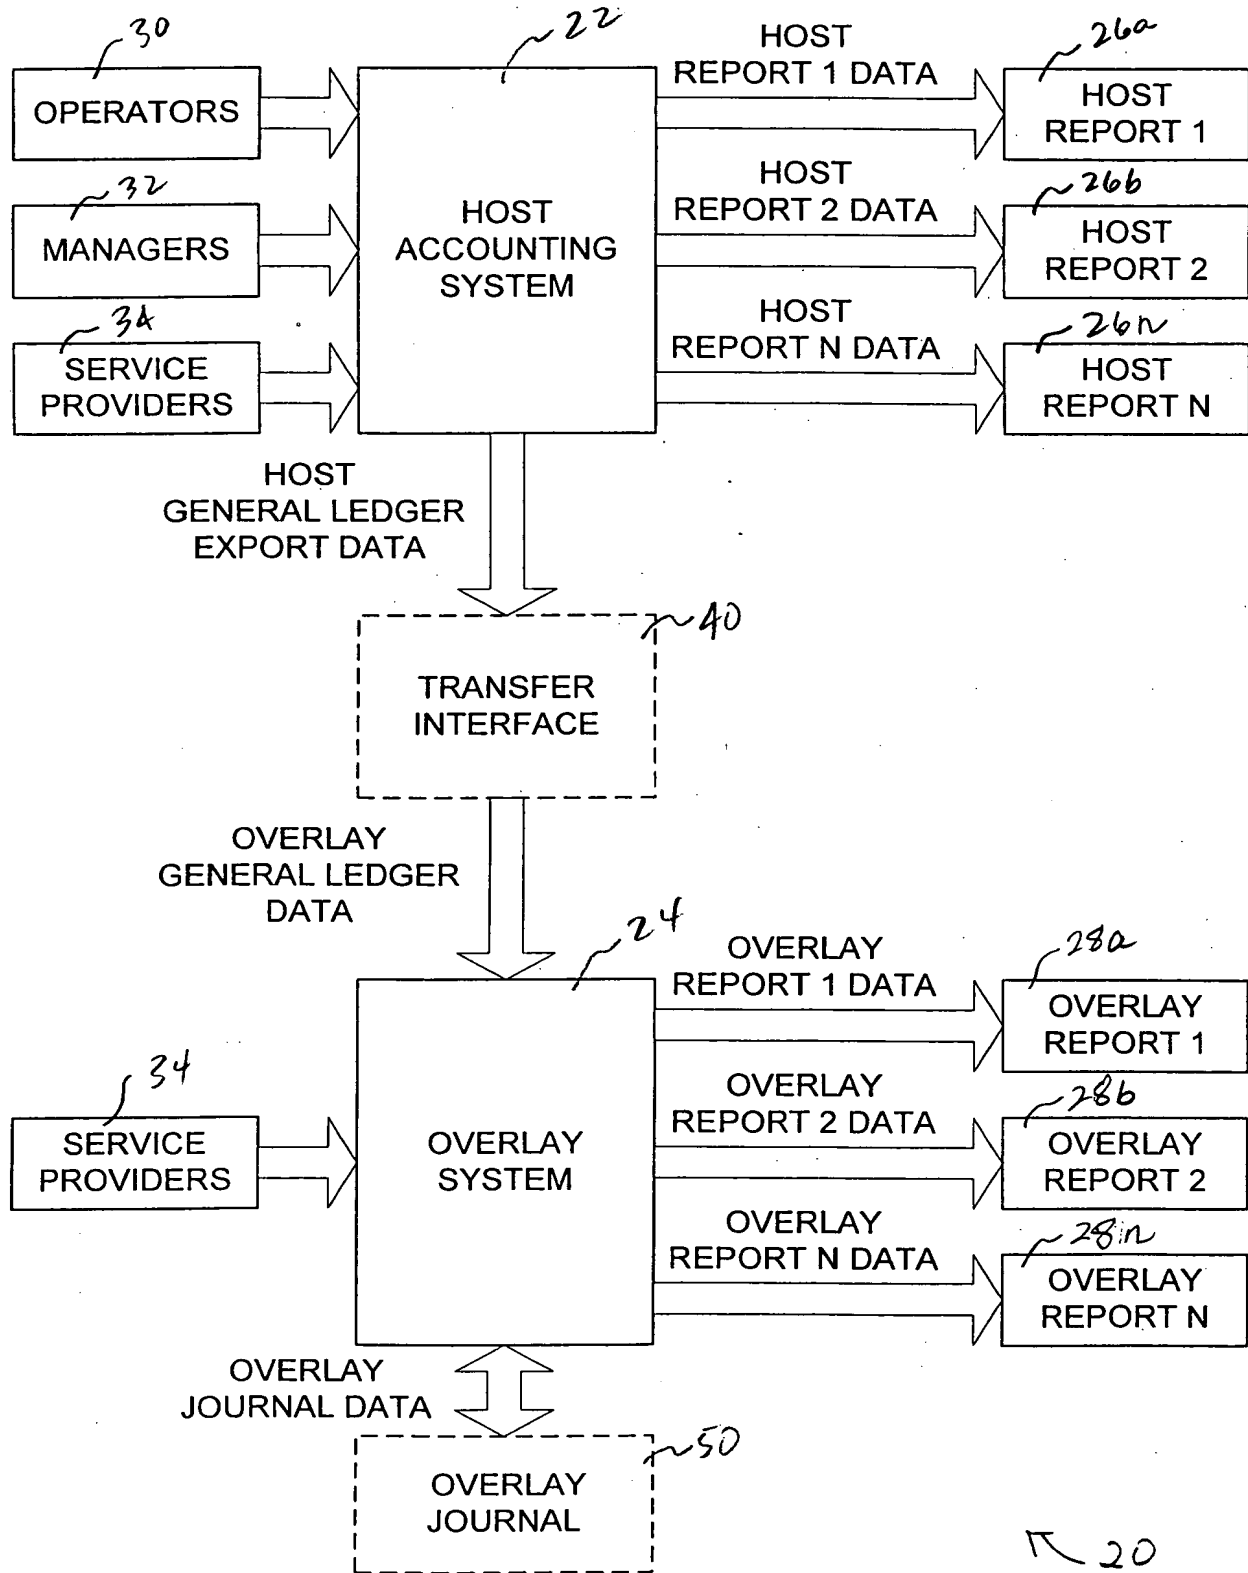 30
22
HOST
REPORT 1 DATA
26a
OPERATORS
HOST
REPORT 1
32
HOST
REPORT 2 DATA
26b
MANAGERS
HOST
ACCOUNTING
SYSTEM
HOST
REPORT 2
34
HOST
REPORT N DATA
26n
SERVICE
PROVIDERS
HOST
REPORT N
HOST
GENERAL LEDGER
EXPORT DATA
40
TRANSFER
INTERFACE
OVERLAY
GENERAL LEDGER
DATA
24
OVERLAY
REPORT 1 DATA
28a
OVERLAY
REPORT 1
34
OVERLAY
REPORT 2 DATA
28b
SERVICE
PROVIDERS
OVERLAY
SYSTEM
OVERLAY
REPORT 2
OVERLAY
REPORT N DATA
28n
OVERLAY
REPORT N
OVERLAY
JOURNAL DATA
50
OVERLAY
JOURNAL
20